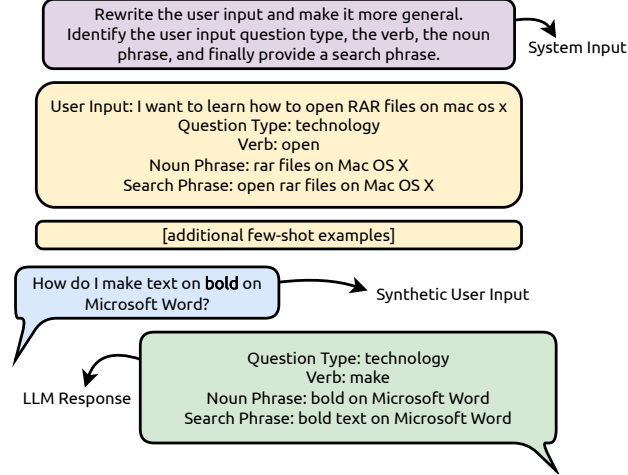 Rewrite the user input and make it more general.
Identify the user input question type, the verb, the noun
phrase, and finally provide a search phrase.
System Input
User Input: I want to learn how to open RAR files on mac os x
Question Type: technology
Verb: open
Noun Phrase: rar files on Mac OS X
Search Phrase: open rar files on Mac OS X
[additional few-shot examples]
How do I make text on bold on
Microsoft Word?
Synthetic User Input
Question Type: technology
Verb: make
Noun Phrase: bold on Microsoft Word
Search Phrase: bold text on Microsoft Word
LLM Response